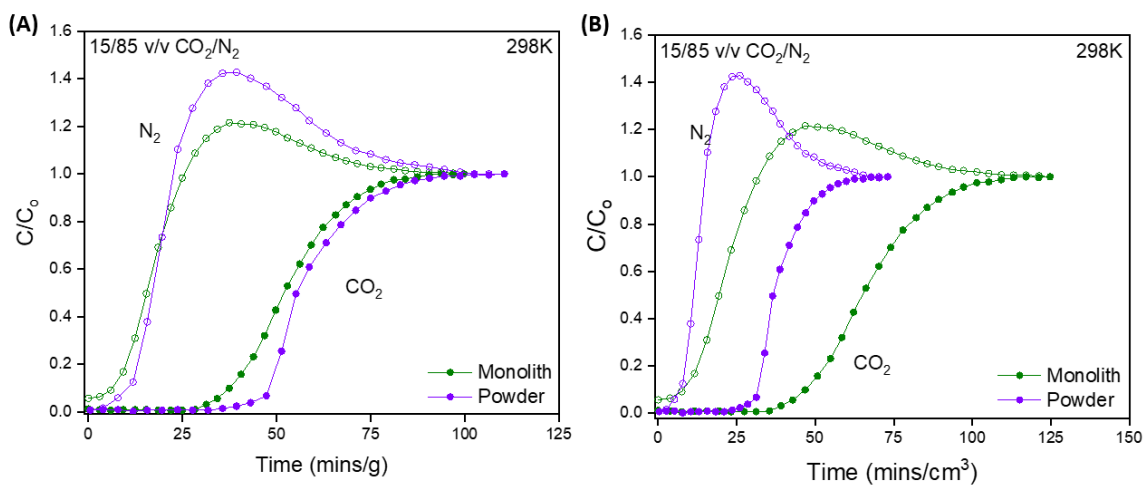 (A)
15/85 v/v CO₂/N₂ 298K
1.6
1.4
1.2
1.0
0.8
0.6
0.4
0.2
0.0
C/Cₒ
N₂
CO₂
Monolith
Powder
0 25 50 75 100 125
Time (mins/g)
(B)
15/85 v/v CO₂/N₂ 298K
1.6
1.4
1.2
1.0
0.8
0.6
0.4
0.2
0.0
C/Cₒ
N₂
CO₂
Monolith
Powder
0 25 50 75 100 125 150
Time (mins/cm³)